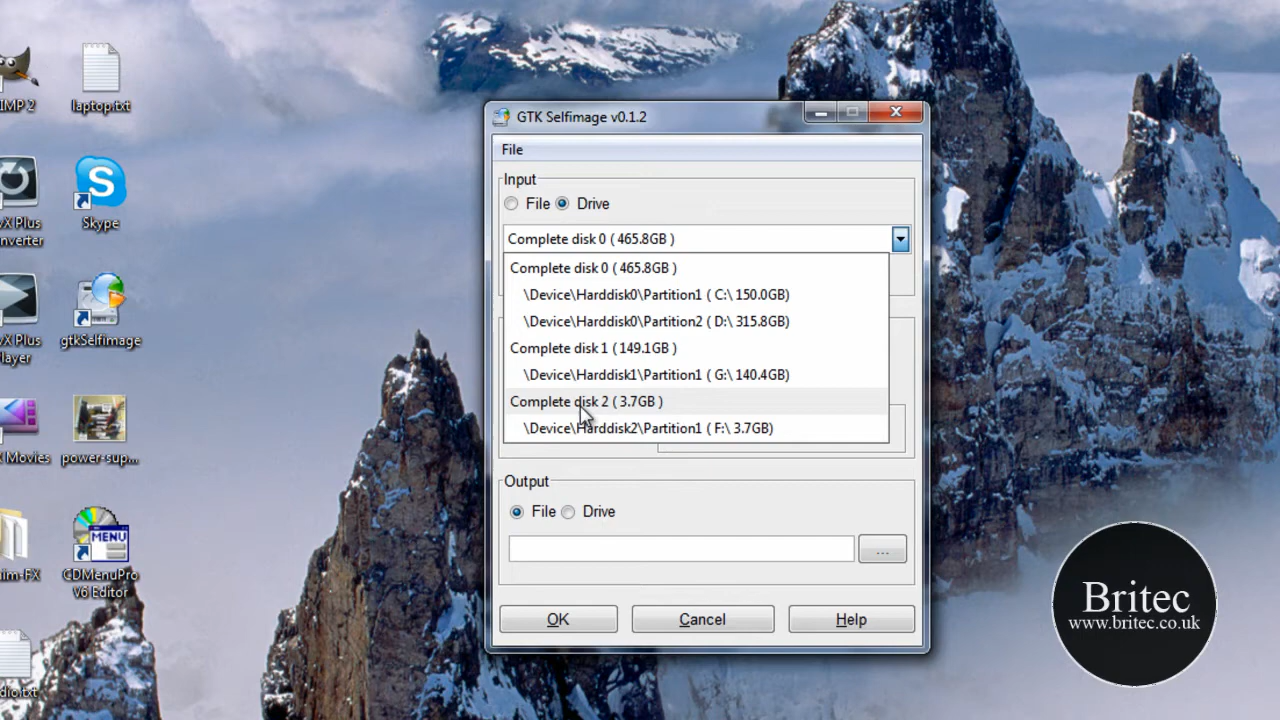 IMP 2
laptop.txt
vX Plus
nverter
Skype
vX Plus
layer
gtkSelfimage
X Movies
power-sup...
aim-FX
CDMenuPro
V6 Editor
dio.txt
MENU
GTK Selfimage v0.1.2
File
Input
File Drive
Complete disk 0 ( 465.8GB )
Complete disk 0 ( 465.8GB )
\Device\Harddisk0\Partition1 ( C:\ 150.0GB)
\Device\Harddisk0\Partition2 ( D:\ 315.8GB)
Complete disk 1 ( 149.1GB )
\Device\Harddisk1\Partition1 ( G:\ 140.4GB)
Complete disk 2 ( 3.7GB )
\Device\Harddisk2\Partition1 ( F:\ 3.7GB)
Output
File Drive
...
OK Cancel Help
Britec
www.britec.co.uk